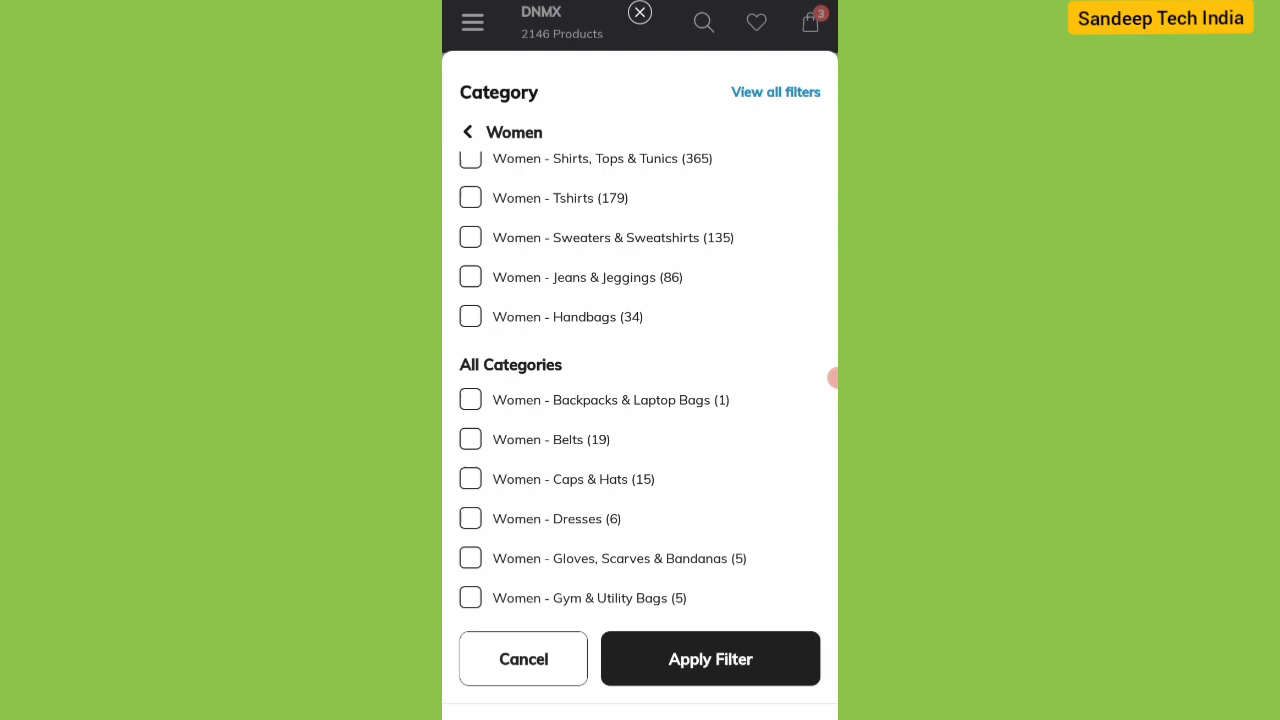 DNMX
2146 Products
3
Sandeep Tech India
Category
View all filters
Women
Women - Shirts, Tops & Tunics (365)
Women - Tshirts (179)
Women - Sweaters & Sweatshirts (135)
Women - Jeans & Jeggings (86)
Women - Handbags (34)
All Categories
Women - Backpacks & Laptop Bags (1)
Women - Belts (19)
Women - Caps & Hats (15)
Women - Dresses (6)
Women - Gloves, Scarves & Bandanas (5)
Women - Gym & Utility Bags (5)
Cancel
Apply Filter